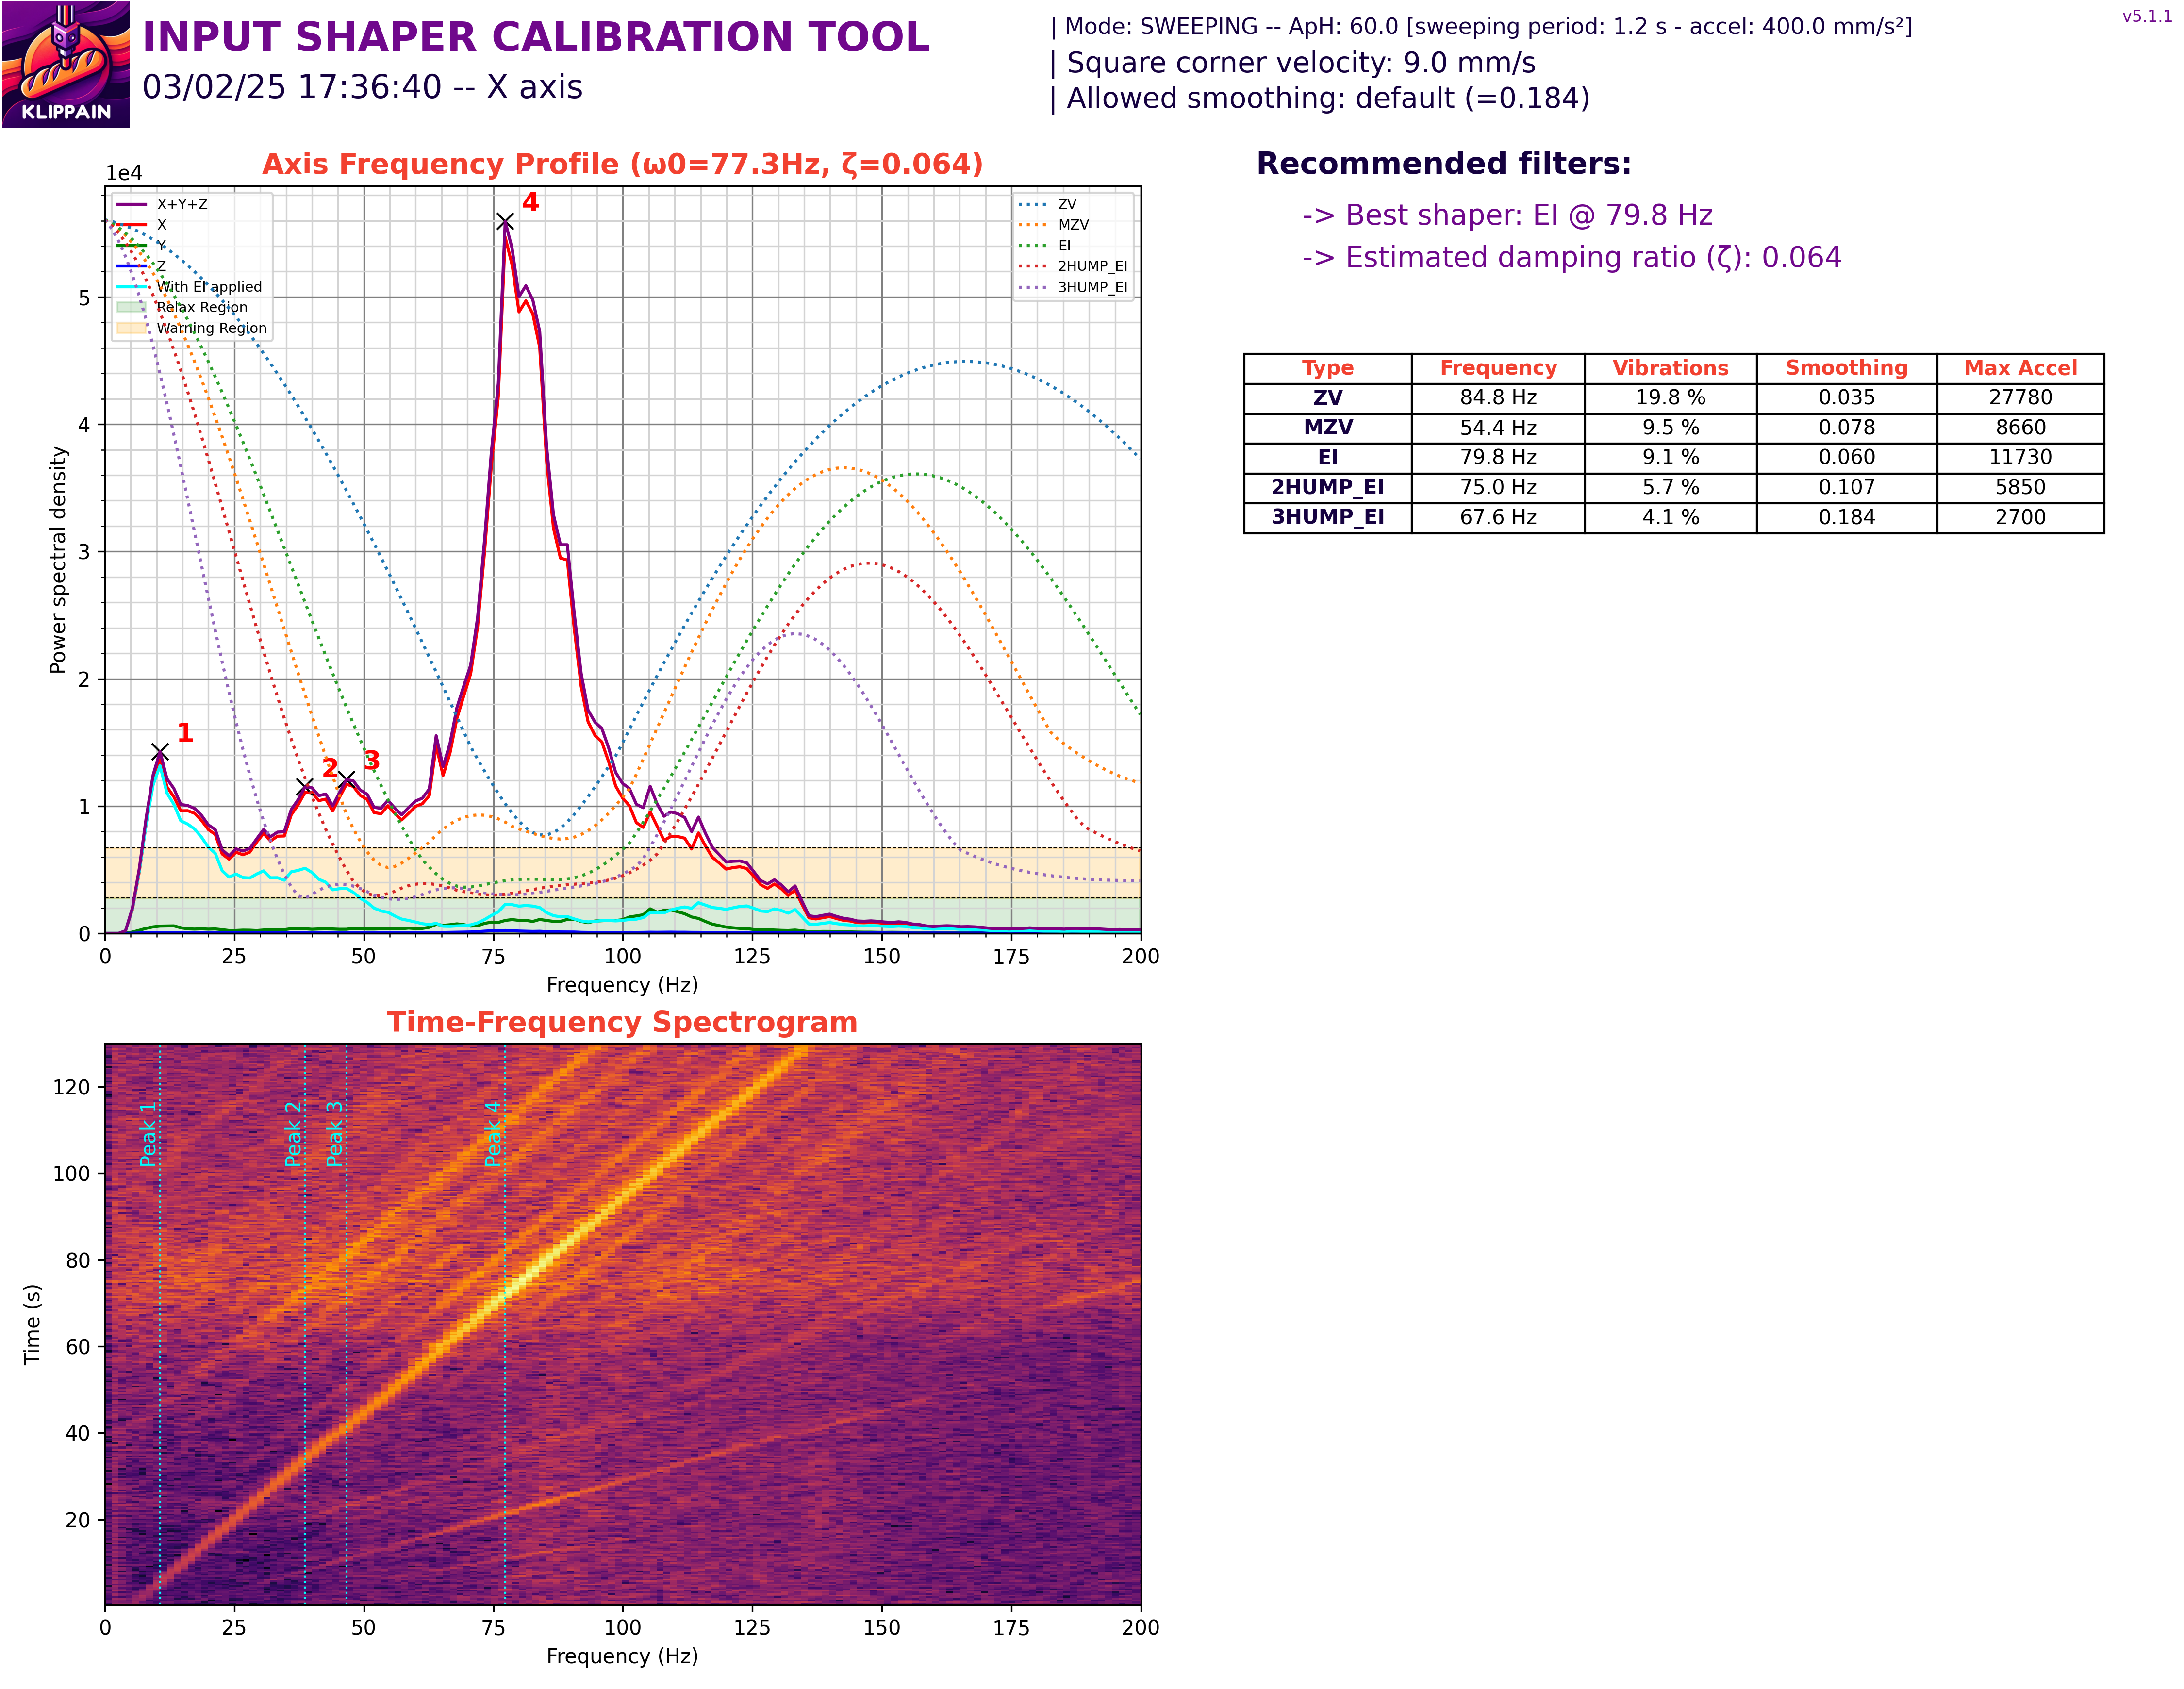 KLIPPAIN
INPUT SHAPER CALIBRATION TOOL
03/02/25 17:36:40 -- X axis
| Mode: SWEEPING -- ApH: 60.0 [sweeping period: 1.2 s - accel: 400.0 mm/s²]
| Square corner velocity: 9.0 mm/s
| Allowed smoothing: default (=0.184)
v5.1.1
Axis Frequency Profile (ω0=77.3Hz, ζ=0.064)
1e4
X+Y+Z
X
Y
Z
With EI applied
Relax Region
Warning Region
ZV
MZV
EI
2HUMP_EI
3HUMP_EI
1
2
3
4
Power spectral density
5
4
3
2
1
0
0 25 50 75 100 125 150 175 200
Frequency (Hz)
Recommended filters:
-> Best shaper: EI @ 79.8 Hz
-> Estimated damping ratio (ζ): 0.064
Type Frequency Vibrations Smoothing Max Accel
ZV 84.8 Hz 19.8 % 0.035 27780
MZV 54.4 Hz 9.5 % 0.078 8660
EI 79.8 Hz 9.1 % 0.060 11730
2HUMP_EI 75.0 Hz 5.7 % 0.107 5850
3HUMP_EI 67.6 Hz 4.1 % 0.184 2700
Time-Frequency Spectrogram
Peak 1
Peak 2
Peak 3
Peak 4
Time (s)
120
100
80
60
40
20
0 25 50 75 100 125 150 175 200
Frequency (Hz)